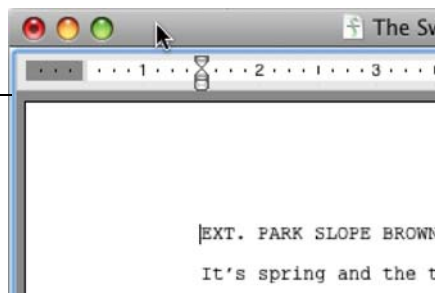 The Sw
1 2 3
EXT. PARK SLOPE BROWN
It's spring and the t